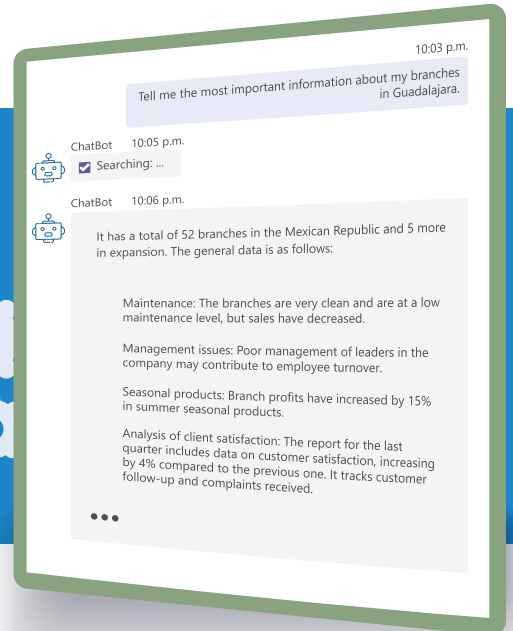 10:03 p.m.
Tell me the most important information about my branches
in Guadalajara.
ChatBot 10:05 p.m.
Searching: ...
ChatBot 10:06 p.m.
It has a total of 52 branches in the Mexican Republic and 5 more
in expansion. The general data is as follows:
Maintenance: The branches are very clean and are at a low
maintenance level, but sales have decreased.
Management issues: Poor management of leaders in the
company may contribute to employee turnover.
Seasonal products: Branch profits have increased by 15%
in summer seasonal products.
Analysis of client satisfaction: The report for the last
quarter includes data on customer satisfaction, increasing
by 4% compared to the previous one. It tracks customer
follow-up and complaints received.